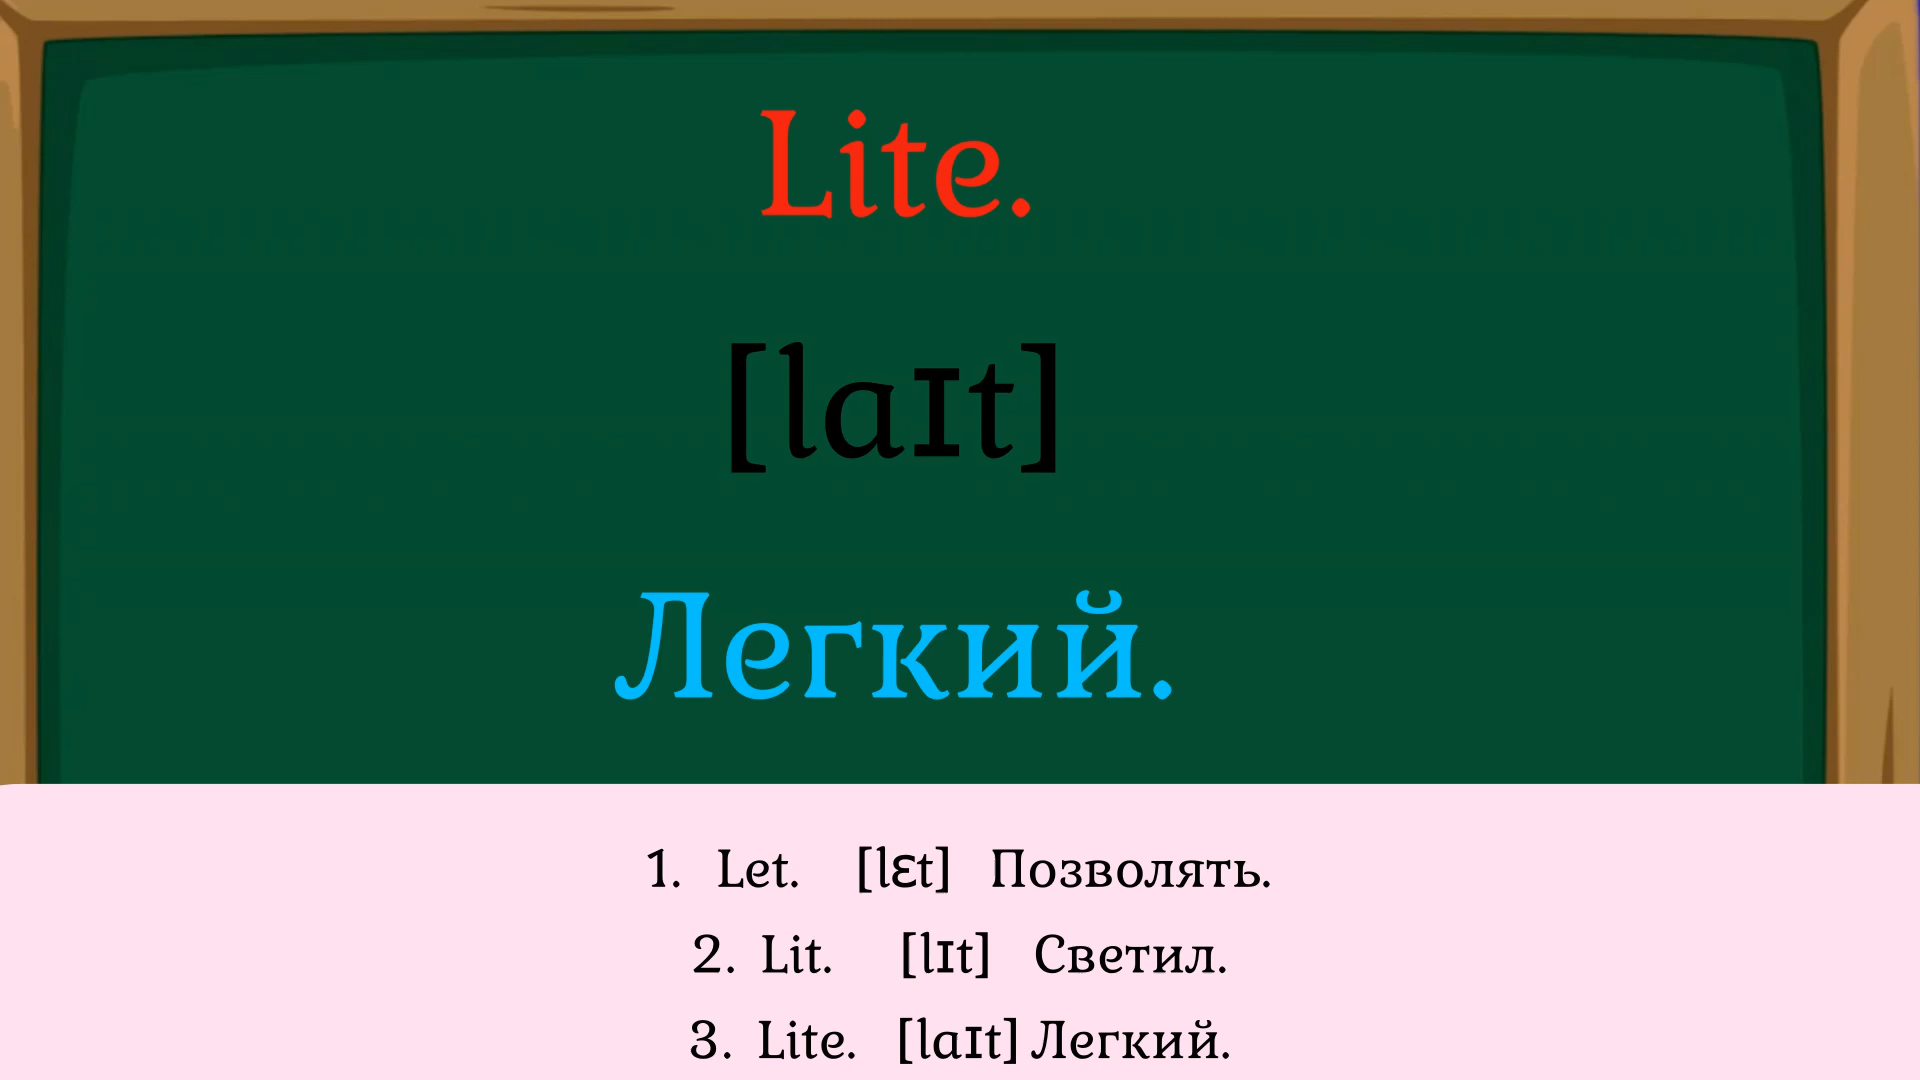 Lite.
[laɪt]
Легкий.
1. Let. [lɛt] Позволять.
2. Lit. [lɪt] Светил.
3. Lite. [laɪt] Легкий.